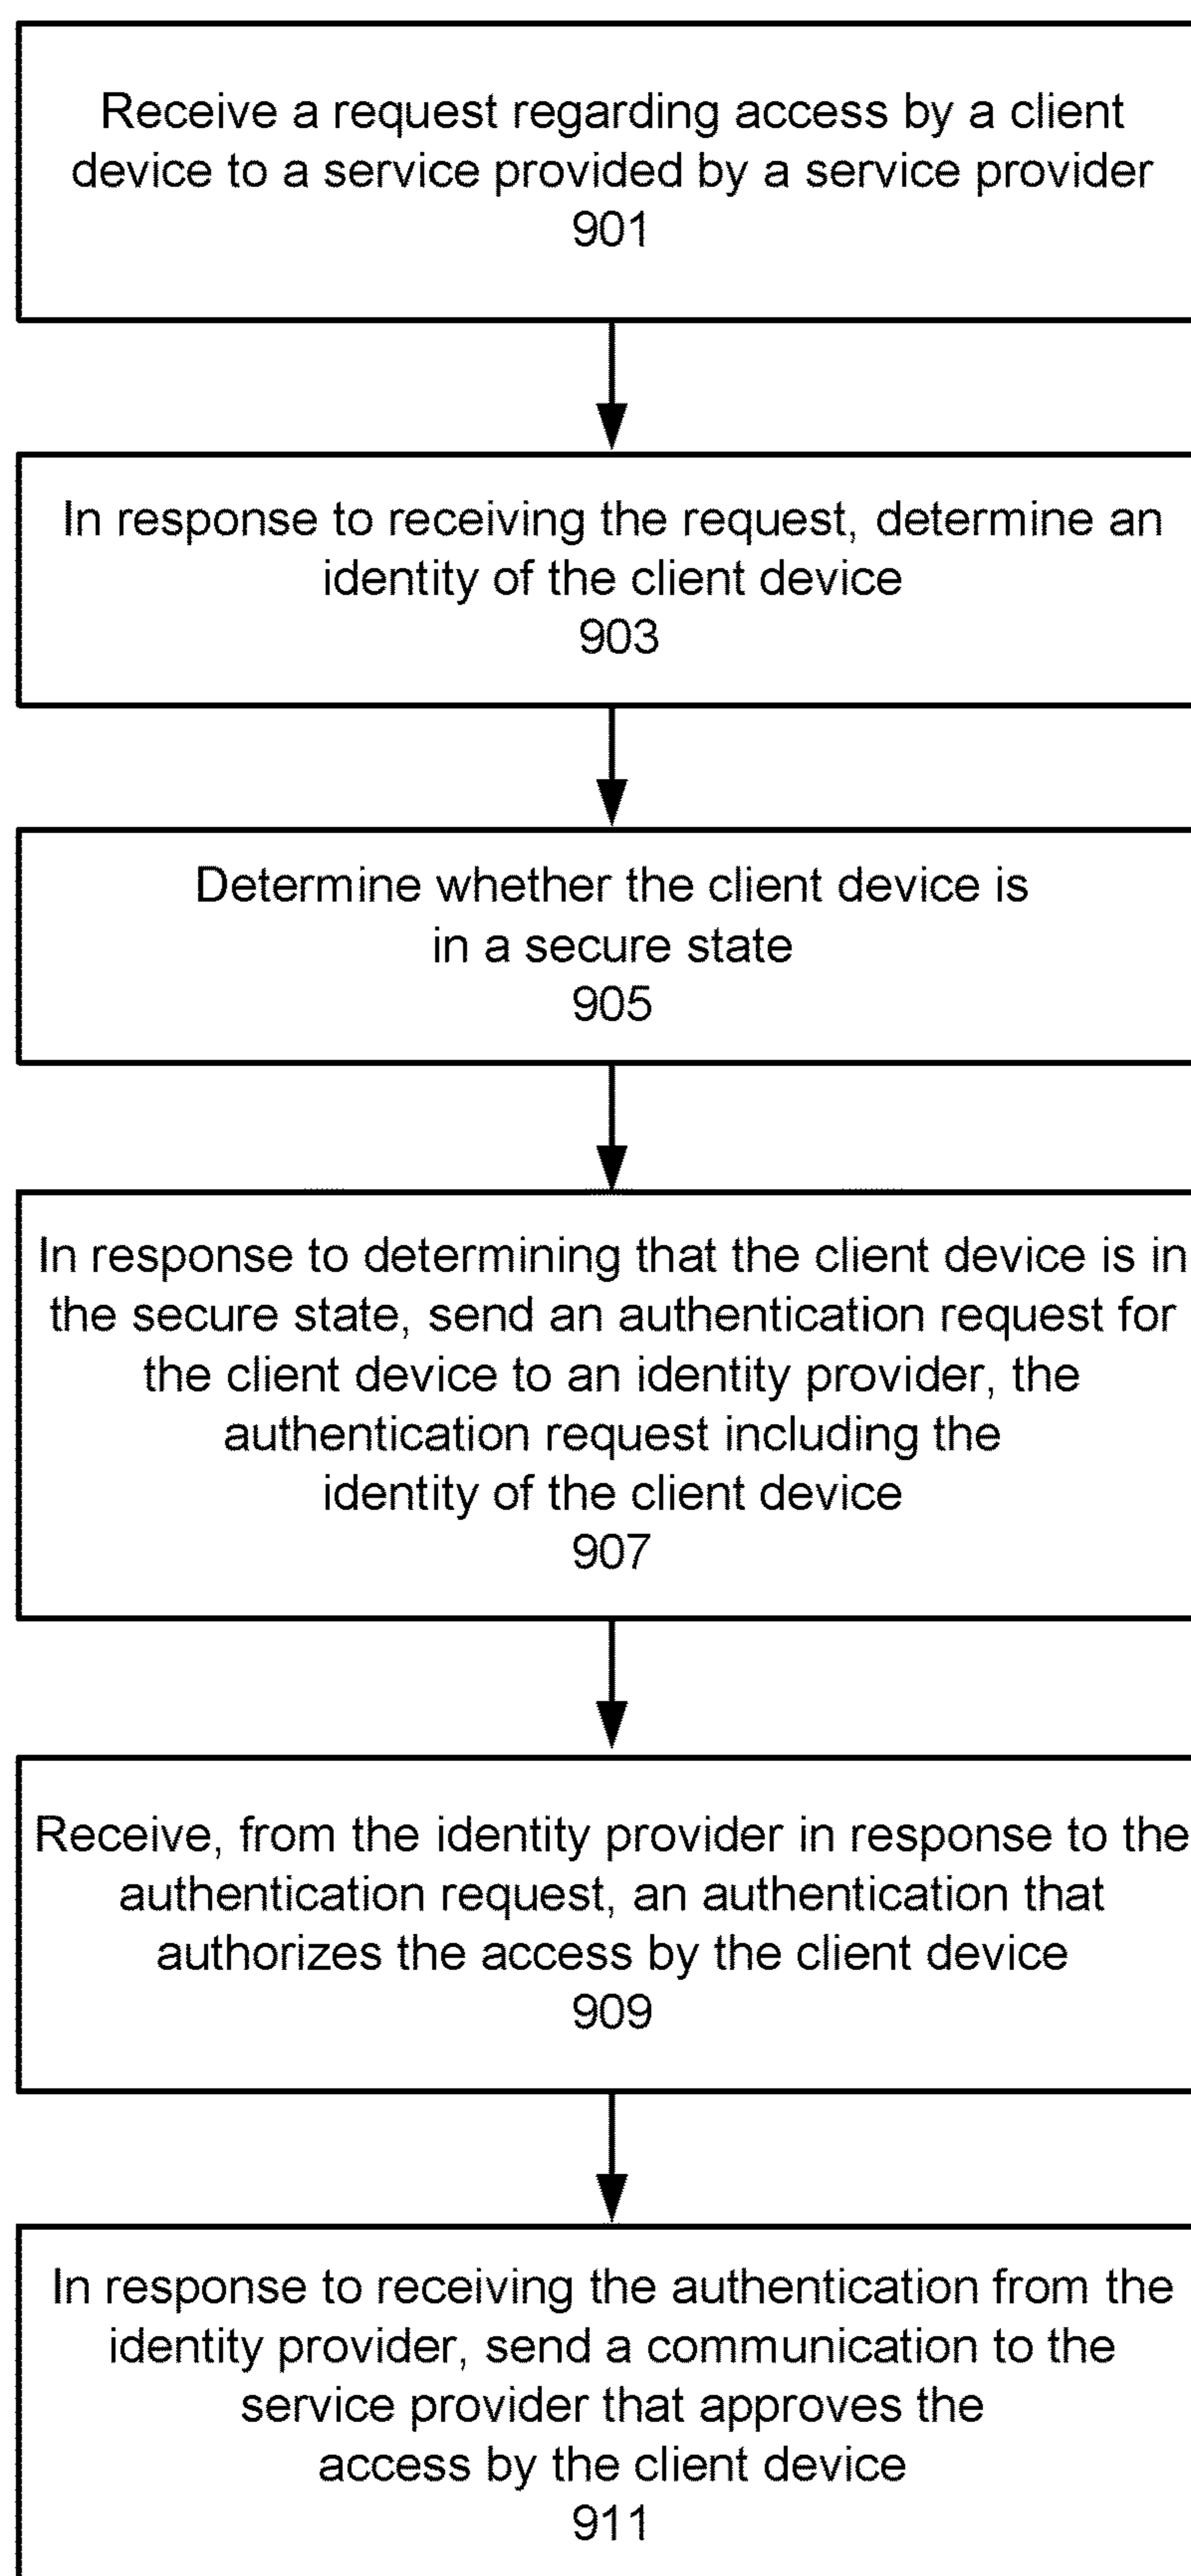 Receive a request regarding access by a client
device to a service provided by a service provider
901
In response to receiving the request, determine an
identity of the client device
903
Determine whether the client device is
in a secure state
905
In response to determining that the client device is in
the secure state, send an authentication request for
the client device to an identity provider, the
authentication request including the
identity of the client device
907
Receive, from the identity provider in response to the
authentication request, an authentication that
authorizes the access by the client device
909
In response to receiving the authentication from the
identity provider, send a communication to the
service provider that approves the
access by the client device
911